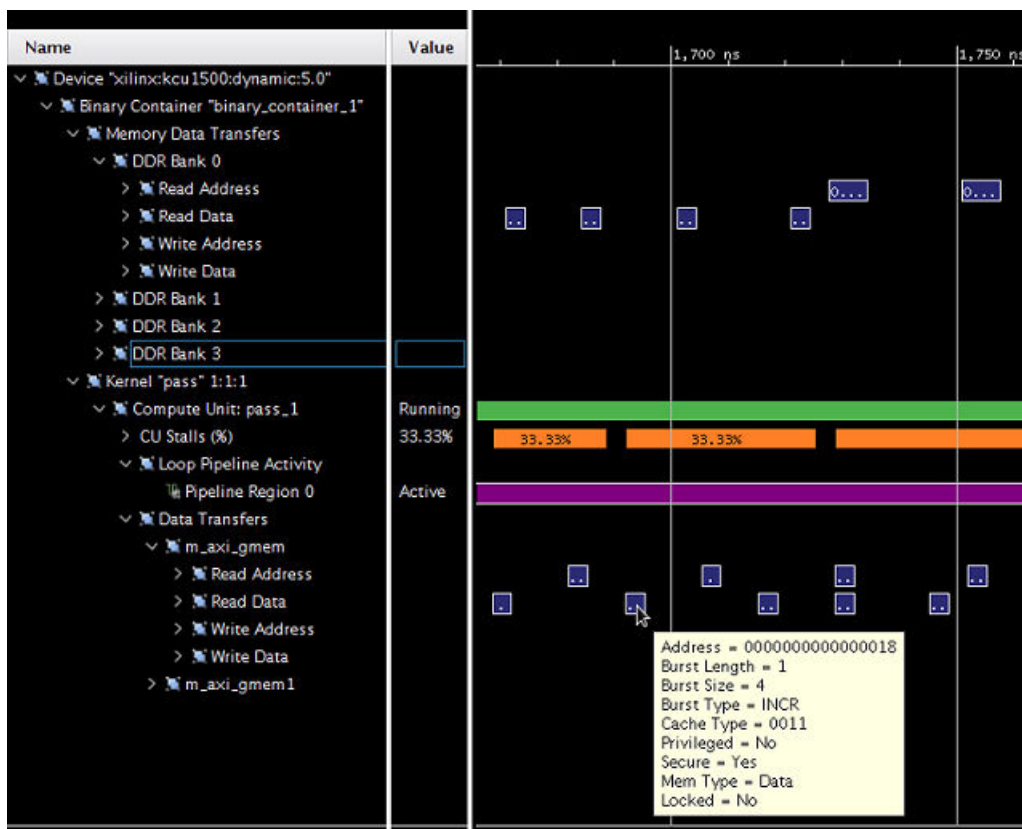 Name Value
1,700 ns 1,750 ns
Device "xilinx:kcu1500:dynamic:5.0"
Binary Container "binary_container_1"
Memory Data Transfers
DDR Bank 0
Read Address 0... 0...
Read Data .. .. .. ..
Write Address
Write Data
DDR Bank 1
DDR Bank 2
DDR Bank 3
Kernel "pass" 1:1:1
Compute Unit: pass_1 Running
CU Stalls (%) 33.33% 33.33% 33.33%
Loop Pipeline Activity
Pipeline Region 0 Active
Data Transfers
m_axi_gmem
Read Address .. . .. ..
Read Data . .. .. .. ..
Write Address
Write Data
m_axi_gmem1
Address = 0000000000000018
Burst Length = 1
Burst Size = 4
Burst Type = INCR
Cache Type = 0011
Privileged = No
Secure = Yes
Mem Type = Data
Locked = No